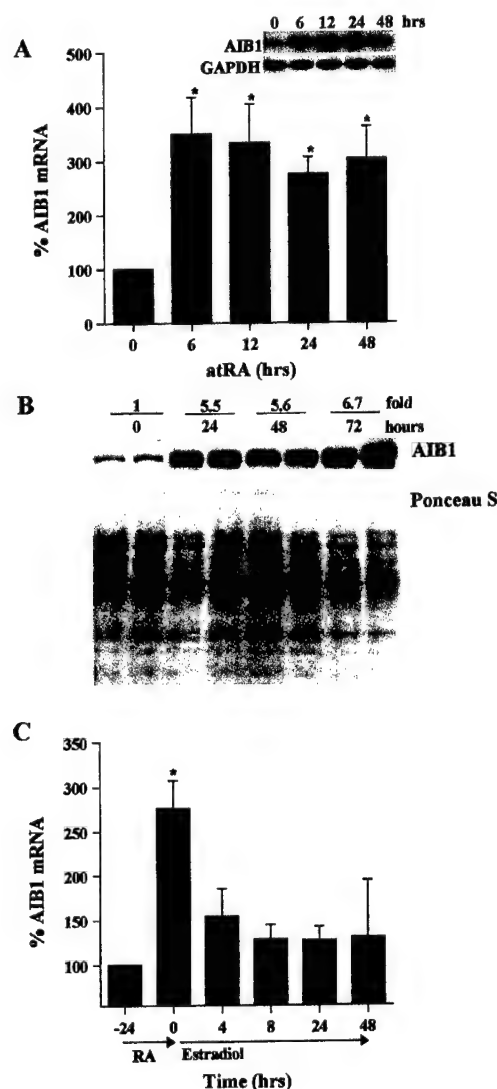 0 6 12 24 48 hrs
A
AIB1
GAPDH
500
400
300
200
100
0
% AIB1 mRNA
* * * *
0 6 12 24 48
atRA (hrs)
B
1 5.5 5.6 6.7 fold
0 24 48 72 hours
AIB1
Ponceau S
C
350
300
250
200
150
100
% AIB1 mRNA
*
-24 0 4 8 24 48
RA Estradiol
Time (hrs)